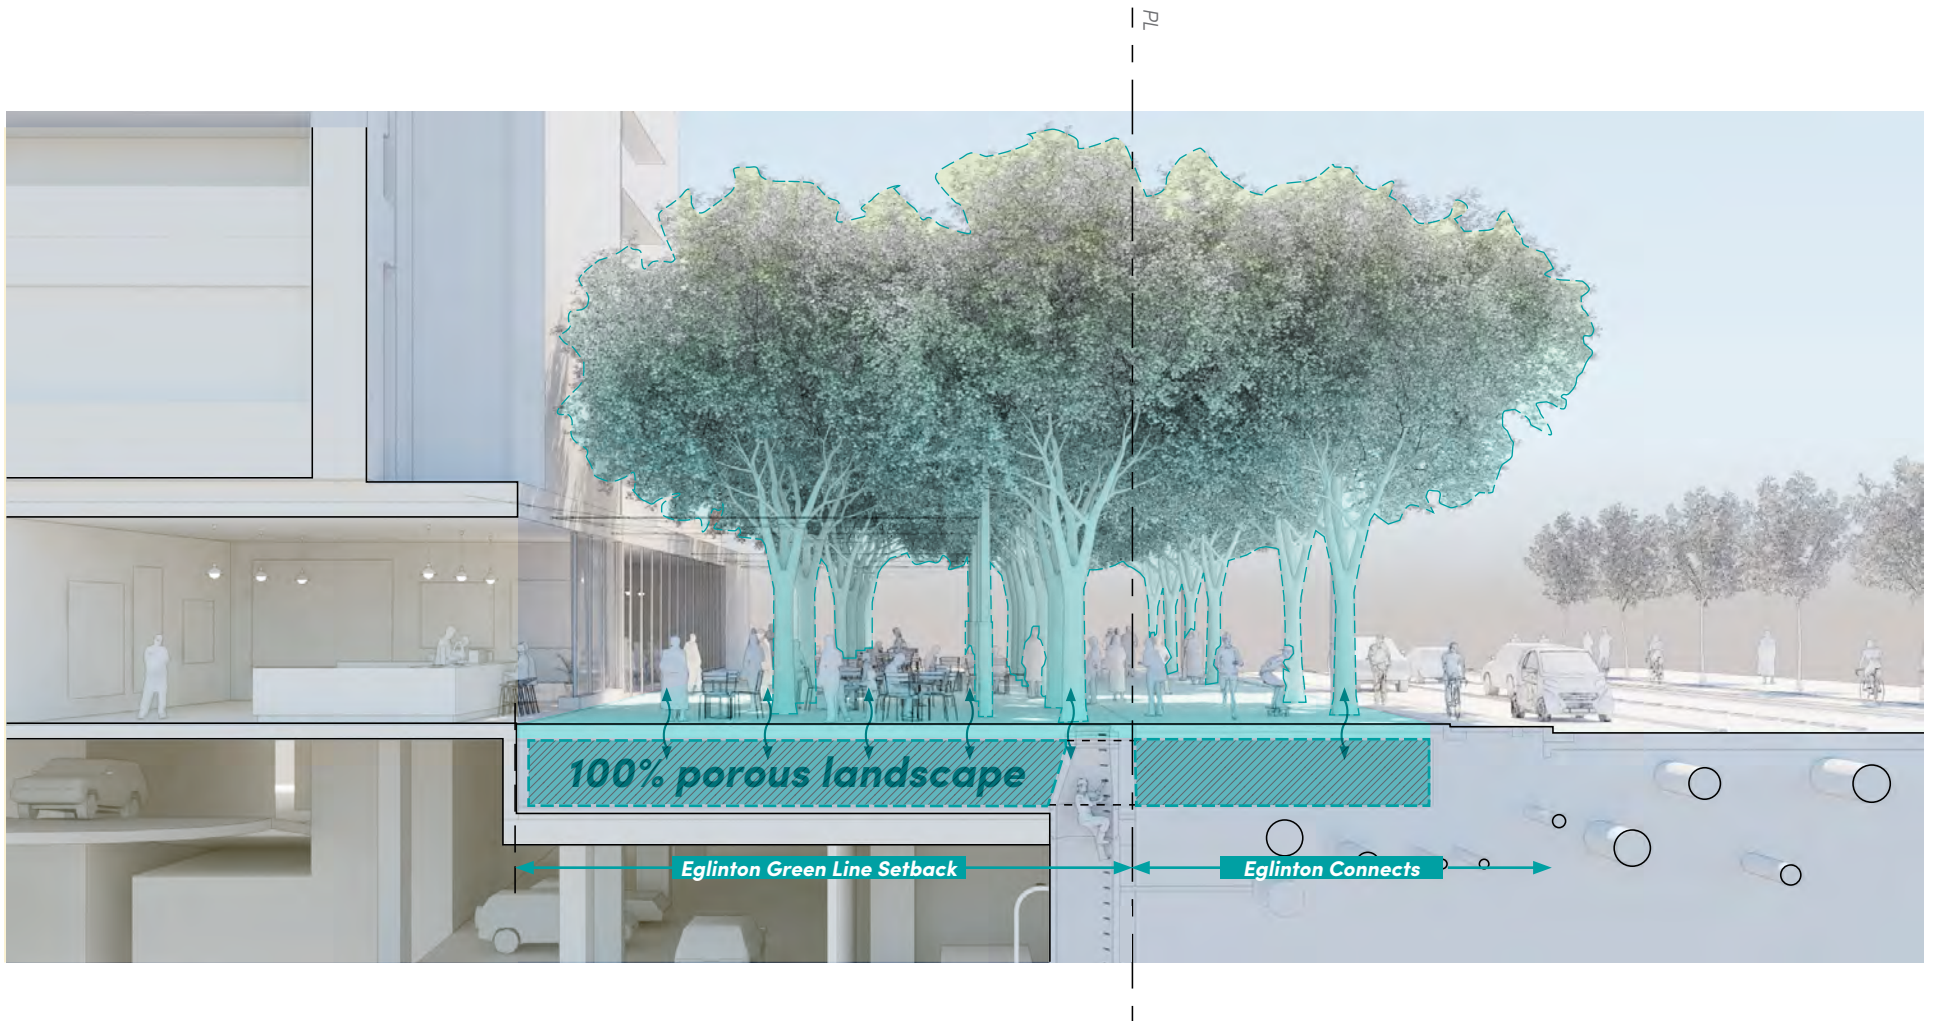 PL
100% porous landscape
Eglinton Green Line Setback
Eglinton Connects